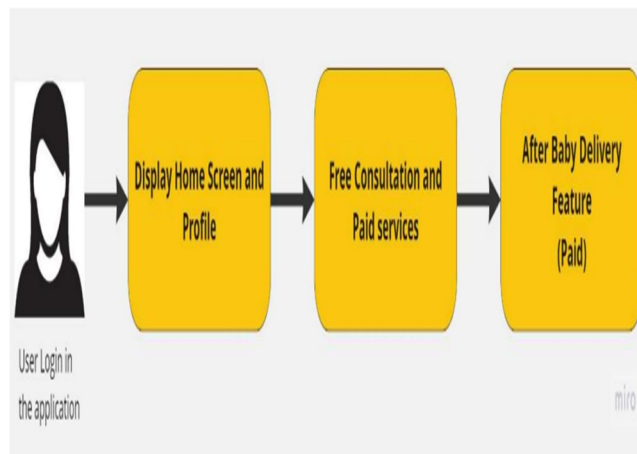 Display Home Screen and
Profile
Free Consultation and
Paid services
After Baby Delivery
Feature
(Paid)
User Login in
the application
miro